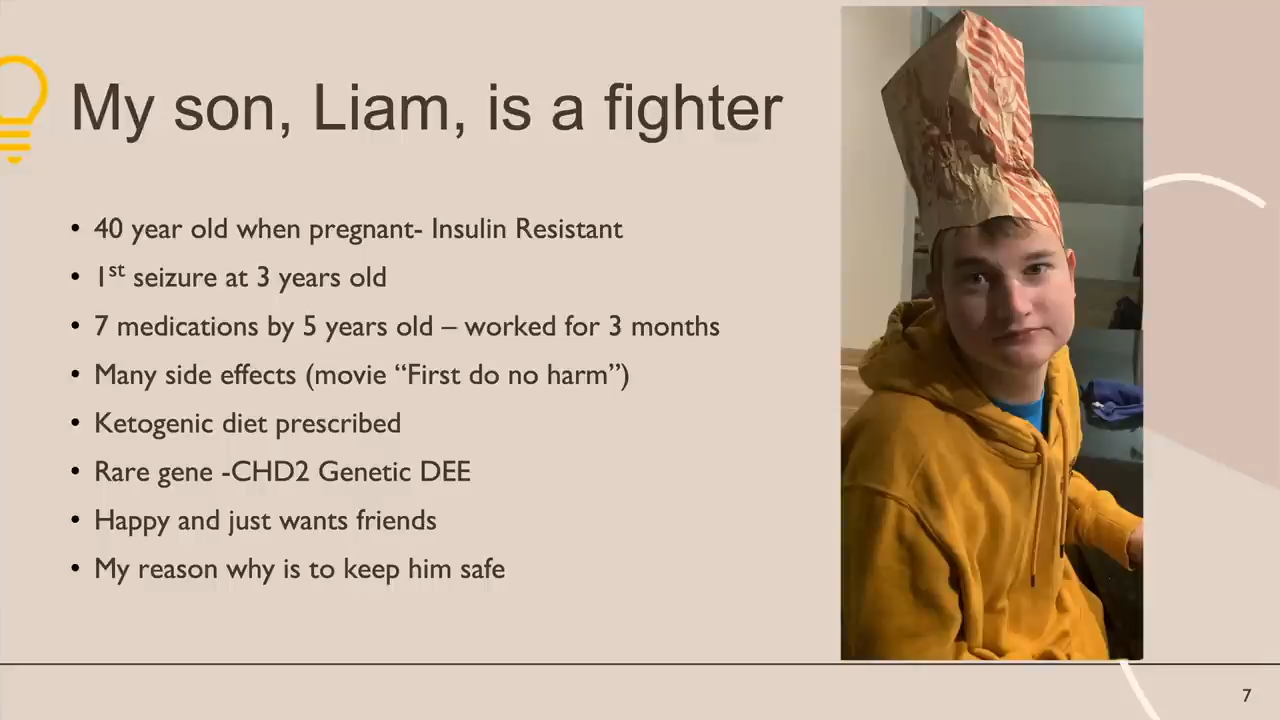 My son, Liam, is a fighter
• 40 year old when pregnant- Insulin Resistant
• 1st seizure at 3 years old
• 7 medications by 5 years old – worked for 3 months
• Many side effects (movie “First do no harm”)
• Ketogenic diet prescribed
• Rare gene -CHD2 Genetic DEE
• Happy and just wants friends
• My reason why is to keep him safe
7